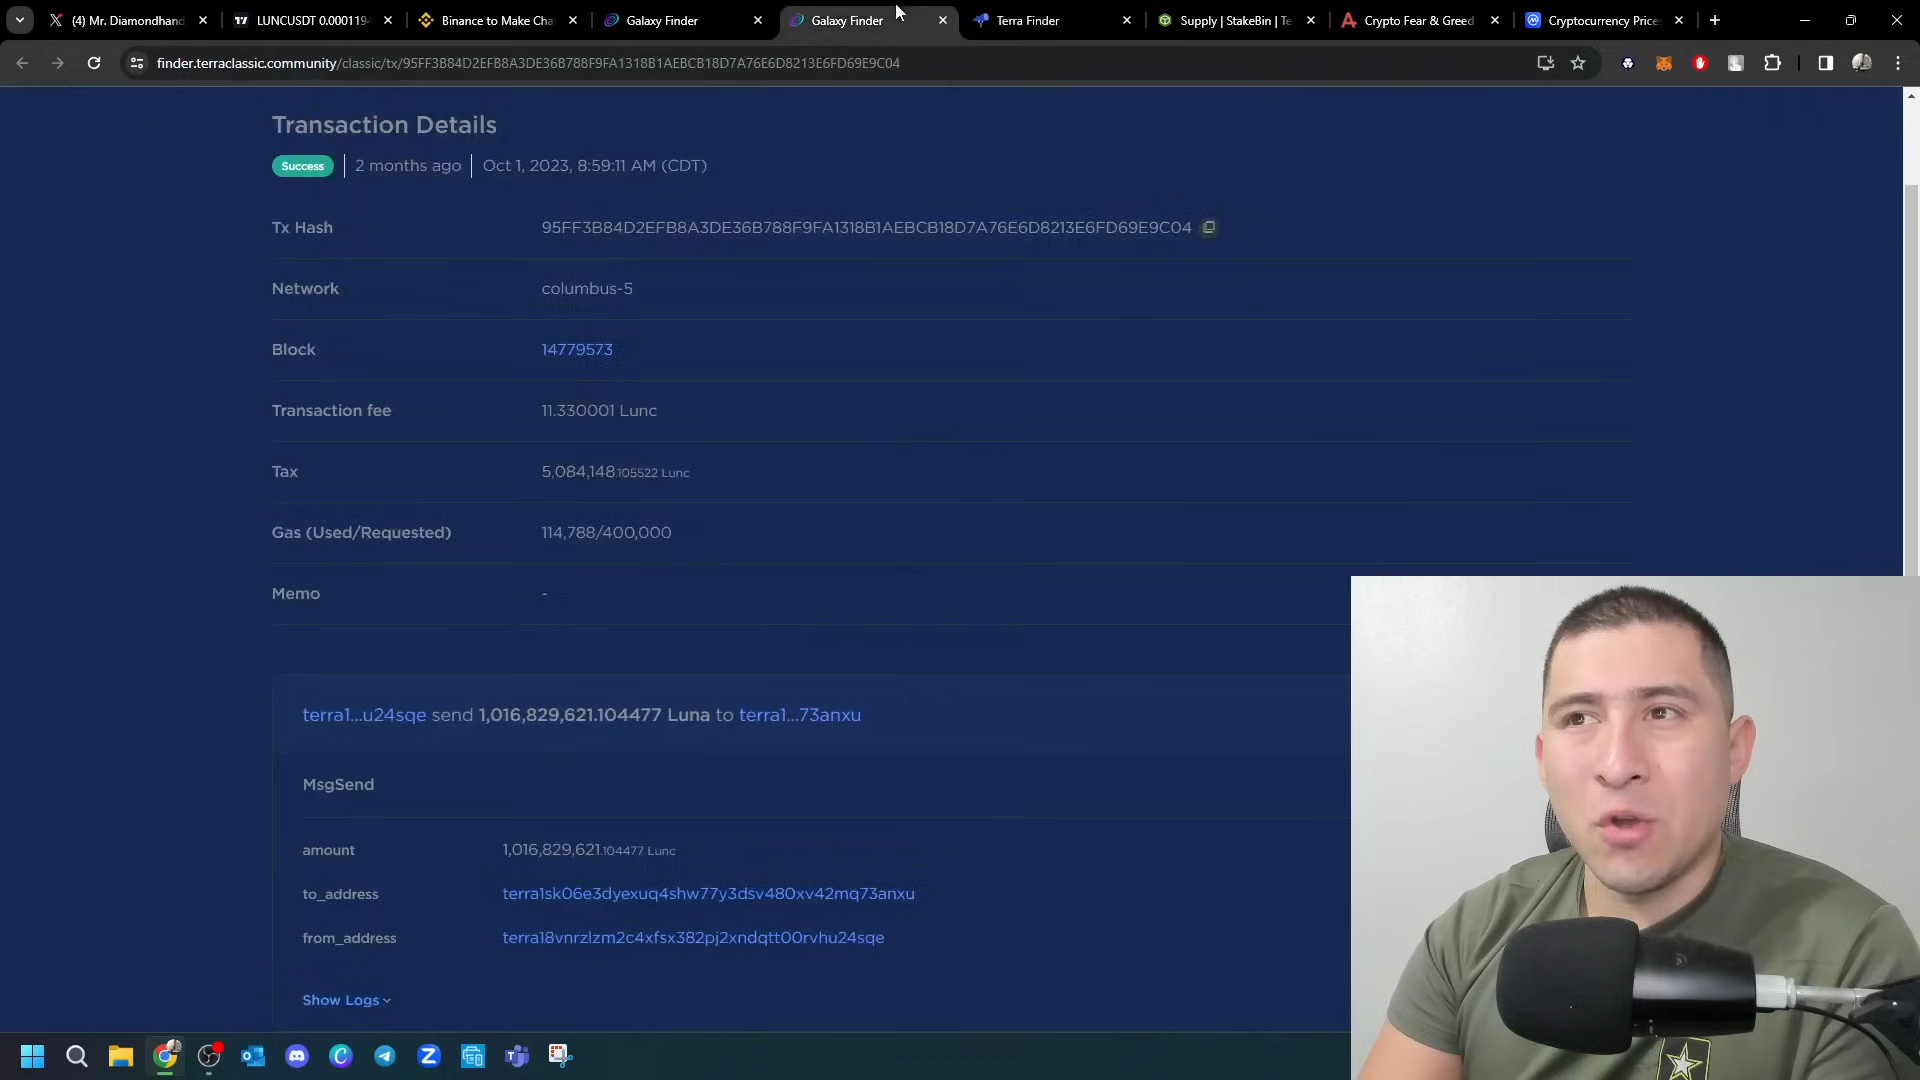 (4) Mr. Diamondhand
LUNCUSDT 0.0001194
Binance to Make Cha
Galaxy Finder
Galaxy Finder
Terra Finder
Supply | StakeBin | Te
Crypto Fear & Greed
Cryptocurrency Price
finder.terraclassic.community/classic/tx/95FF3B84D2EFB8A3DE36B788F9FA1318B1AEBCB18D7A76E6D8213E6FD69E9C04
Transaction Details
Success
2 months ago
Oct 1, 2023, 8:59:11 AM (CDT)
Tx Hash
95FF3B84D2EFB8A3DE36B788F9FA1318B1AEBCB18D7A76E6D8213E6FD69E9C04
Network
columbus-5
Block
14779573
Transaction fee
11.330001 Lunc
Tax
5,084,148.105522 Lunc
Gas (Used/Requested)
114,788/400,000
Memo
-
terra1...u24sqe send 1,016,829,621.104477 Luna to terra1...73anxu
MsgSend
amount
1,016,829,621.104477 Lunc
to_address
terra1sk06e3dyexuq4shw77y3dsv480xv42mq73anxu
from_address
terra18vnrzlzm2c4xfsx382pj2xndqtt00rvhu24sqe
Show Logs